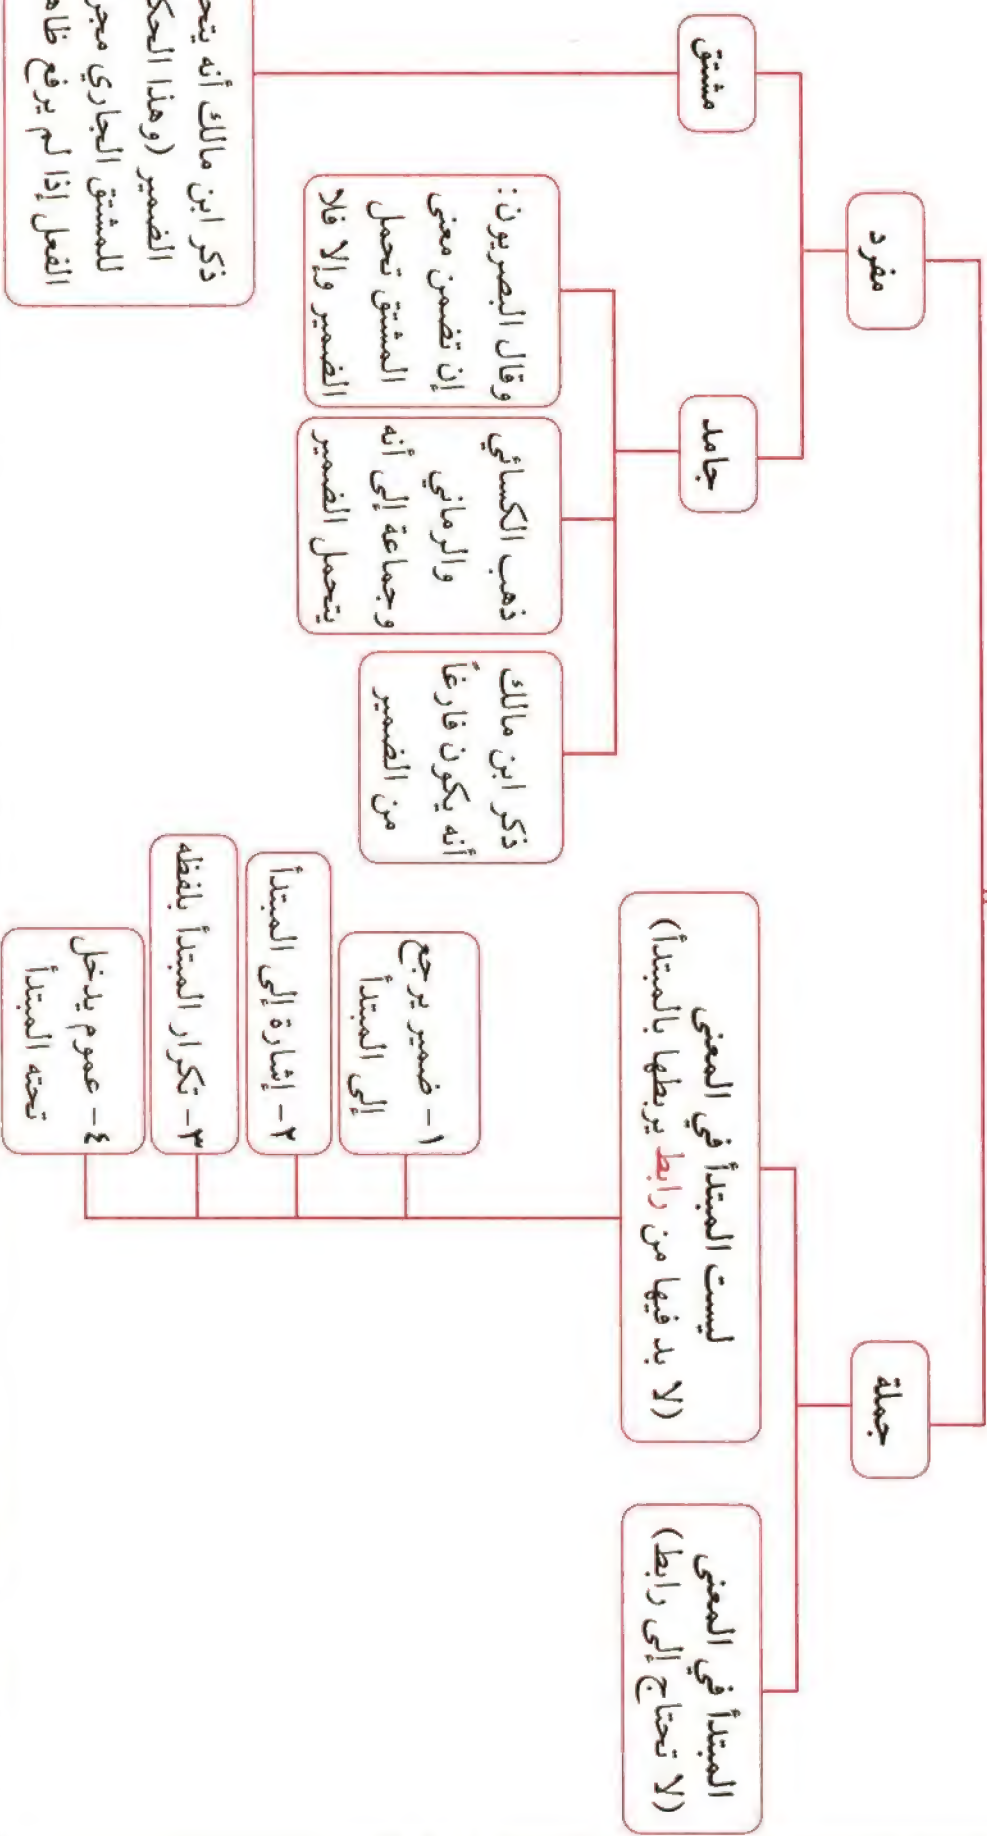 جملة
مفرد
المبتدأ في المعنى
(لا تحتاج إلى رابط)
ليست المبتدأ في المعنى
(لا بد فيها من رابط يربطها بالمبتدأ)
١- ضمير يرجع
إلى المبتدأ
٢- إشارة إلى المبتدأ
٣- تكرار المبتدأ بلفظه
٤- عموم يدخل
تحته المبتدأ
جامد
مشتق
ذكر ابن مالك
أنه يكون فارغاً
من الضمير
ذهب الكسائي
والرماني
وجماعة إلى أنه
يتحمل الضمير
وقال البصريون:
إن تضمن معنى
المشتق تحمل
الضمير وإلا فلا
ذكر ابن مالك أنه
الضمير (وهذا
للمشتق الجاري
الفعل إذا لم يرفع